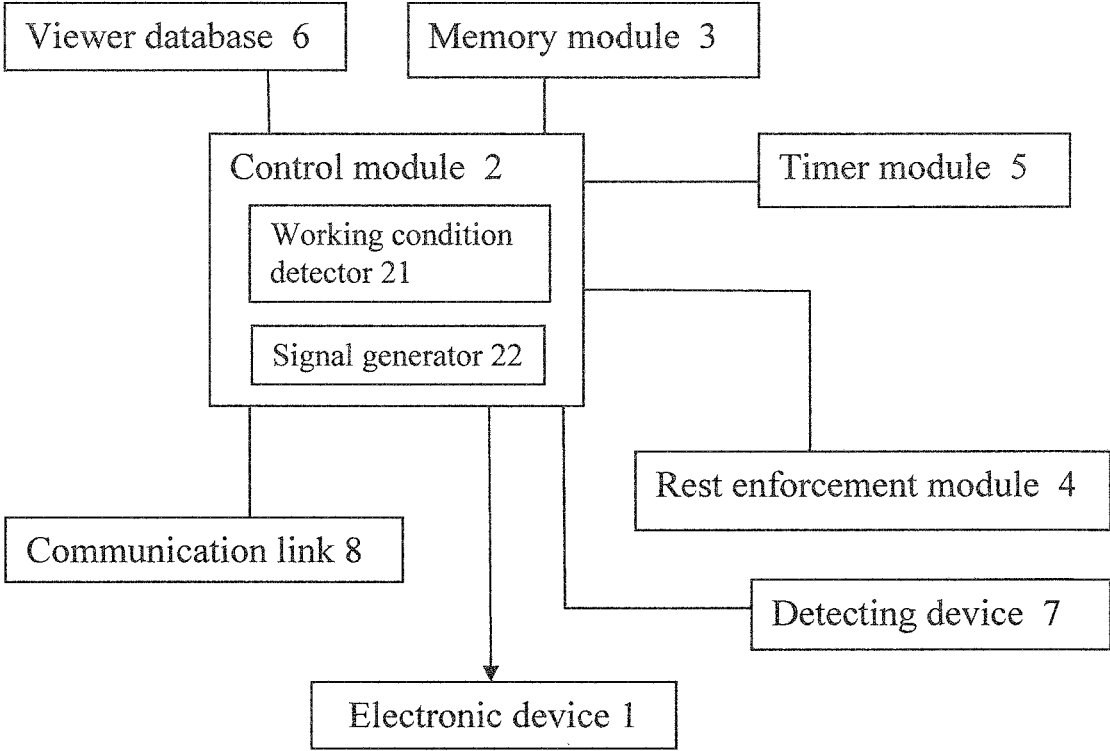 Viewer database 6
Memory module 3
Control module 2
Timer module 5
Working condition
detector 21
Signal generator 22
Rest enforcement module 4
Communication link 8
Detecting device 7
Electronic device 1